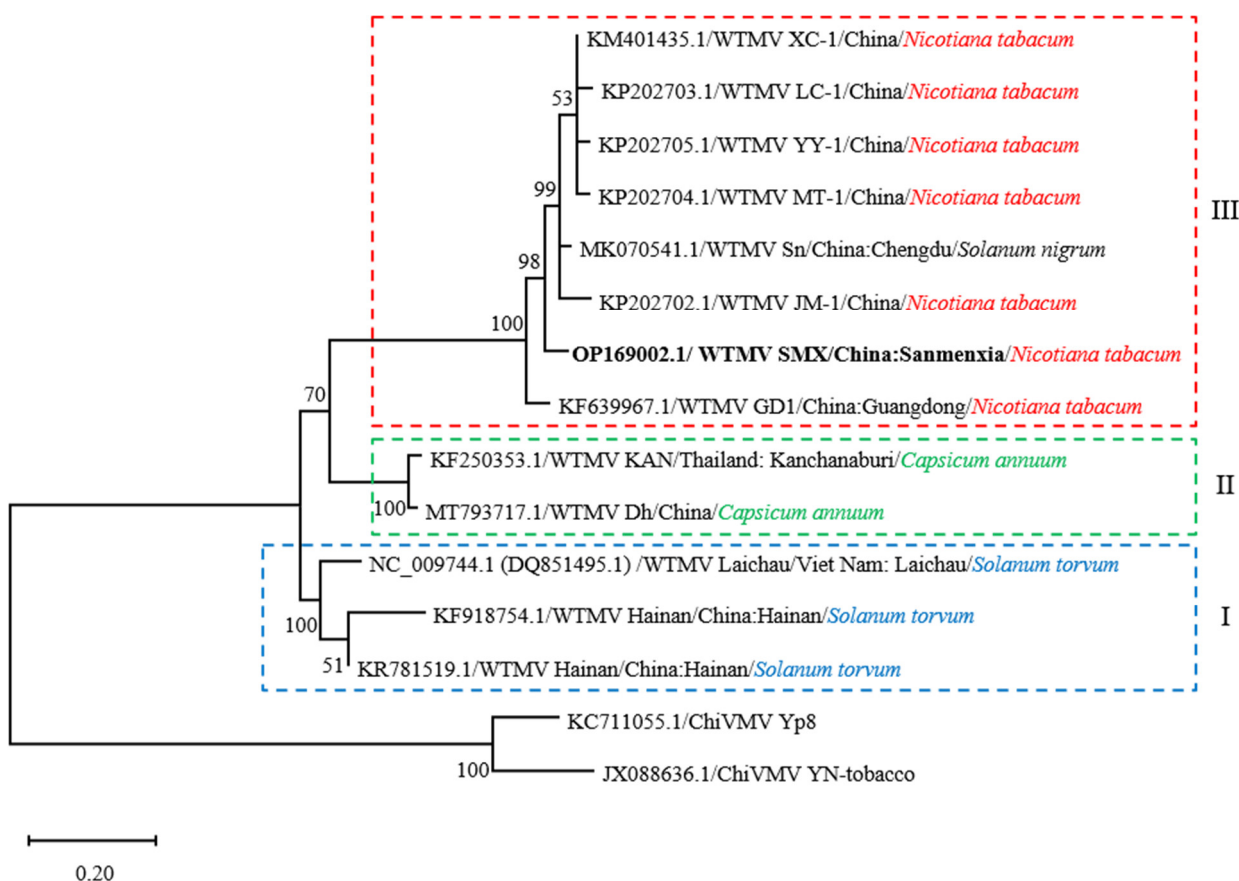 KM401435.1/WTMV XC-1/China/Nicotiana tabacum
53
KP202703.1/WTMV LC-1/China/Nicotiana tabacum
KP202705.1/WTMV YY-1/China/Nicotiana tabacum
99
KP202704.1/WTMV MT-1/China/Nicotiana tabacum
III
MK070541.1/WTMV Sn/China:Chengdu/Solanum nigrum
98
KP202702.1/WTMV JM-1/China/Nicotiana tabacum
100
OP169002.1/ WTMV SMX/China:Sanmenxia/Nicotiana tabacum
70
KF639967.1/WTMV GD1/China:Guangdong/Nicotiana tabacum
KF250353.1/WTMV KAN/Thailand: Kanchanaburi/Capsicum annuum
II
100
MT793717.1/WTMV Dh/China/Capsicum annuum
NC_009744.1 (DQ851495.1) /WTMV Laichau/Viet Nam: Laichau/Solanum torvum
KF918754.1/WTMV Hainan/China:Hainan/Solanum torvum
I
100
51
KR781519.1/WTMV Hainan/China:Hainan/Solanum torvum
KC711055.1/ChiVMV Yp8
100
JX088636.1/ChiVMV YN-tobacco
0.20